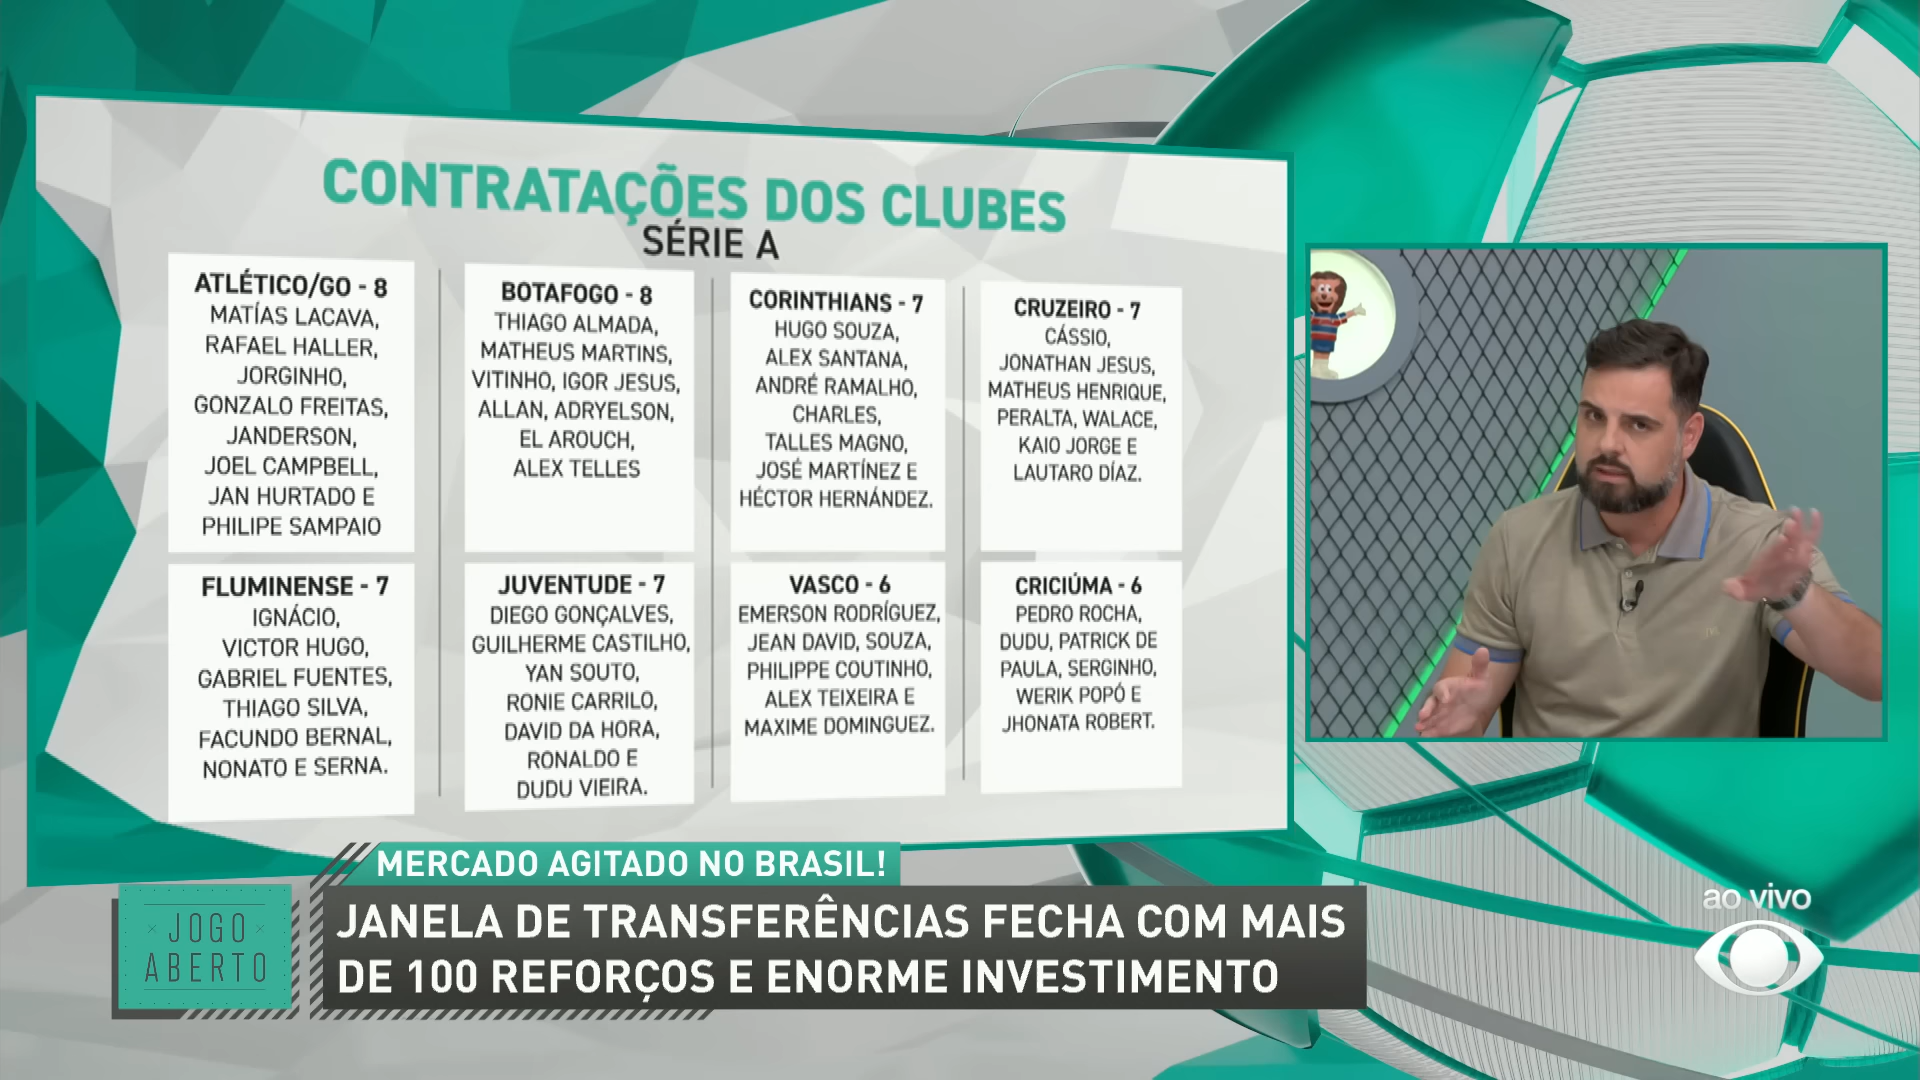 CONTRATAÇÕES DOS CLUBES
SÉRIE A
ATLÉTICO/GO - 8
MATÍAS LACAVA,
RAFAEL HALLER,
JORGINHO,
GONZALO FREITAS,
JANDERSON,
JOEL CAMPBELL,
JAN HURTADO E
PHILIPE SAMPAIO
BOTAFOGO - 8
THIAGO ALMADA,
MATHEUS MARTINS,
VITINHO, IGOR JESUS,
ALLAN, ADRYELSON,
EL AROUCH,
ALEX TELLES
CORINTHIANS - 7
HUGO SOUZA,
ALEX SANTANA,
ANDRÉ RAMALHO,
CHARLES,
TALLES MAGNO,
JOSÉ MARTÍNEZ E
HÉCTOR HERNÁNDEZ.
CRUZEIRO - 7
CÁSSIO,
JONATHAN JESUS,
MATHEUS HENRIQUE,
PERALTA, WALACE,
KAIO JORGE E
LAUTARO DÍAZ.
FLUMINENSE - 7
IGNÁCIO,
VICTOR HUGO,
GABRIEL FUENTES,
THIAGO SILVA,
FACUNDO BERNAL,
NONATO E SERNA.
JUVENTUDE - 7
DIEGO GONÇALVES,
GUILHERME CASTILHO,
YAN SOUTO,
RONIE CARRILO,
DAVID DA HORA,
RONALDO E
DUDU VIEIRA.
VASCO - 6
EMERSON RODRÍGUEZ,
JEAN DAVID, SOUZA,
PHILIPPE COUTINHO,
ALEX TEIXEIRA E
MAXIME DOMINGUEZ.
CRICIÚMA - 6
PEDRO ROCHA,
DUDU, PATRICK DE
PAULA, SERGINHO,
WERIK POPÓ E
JHONATA ROBERT.
MERCADO AGITADO NO BRASIL!
JANELA DE TRANSFERÊNCIAS FECHA COM MAIS
DE 100 REFORÇOS E ENORME INVESTIMENTO
JOGO
ABERTO
ao vivo